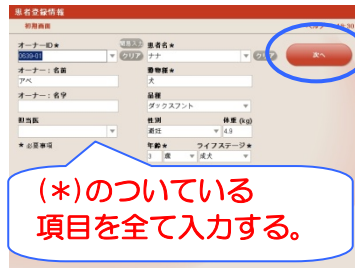 患者登録情報
初期画面
オーナーID*
簡易入力
患者名*
0639-01
クリア
ナナ
クリア
次へ
オーナー：名前
動物種*
アベ
犬
オーナー：名字
品種
ダックスフント
担当医
性別
体重 (kg)
避妊
4.9
* 必要事項
年齢*
ライフステージ*
3
歳
成犬
(*)のついている
項目を全て入力する。